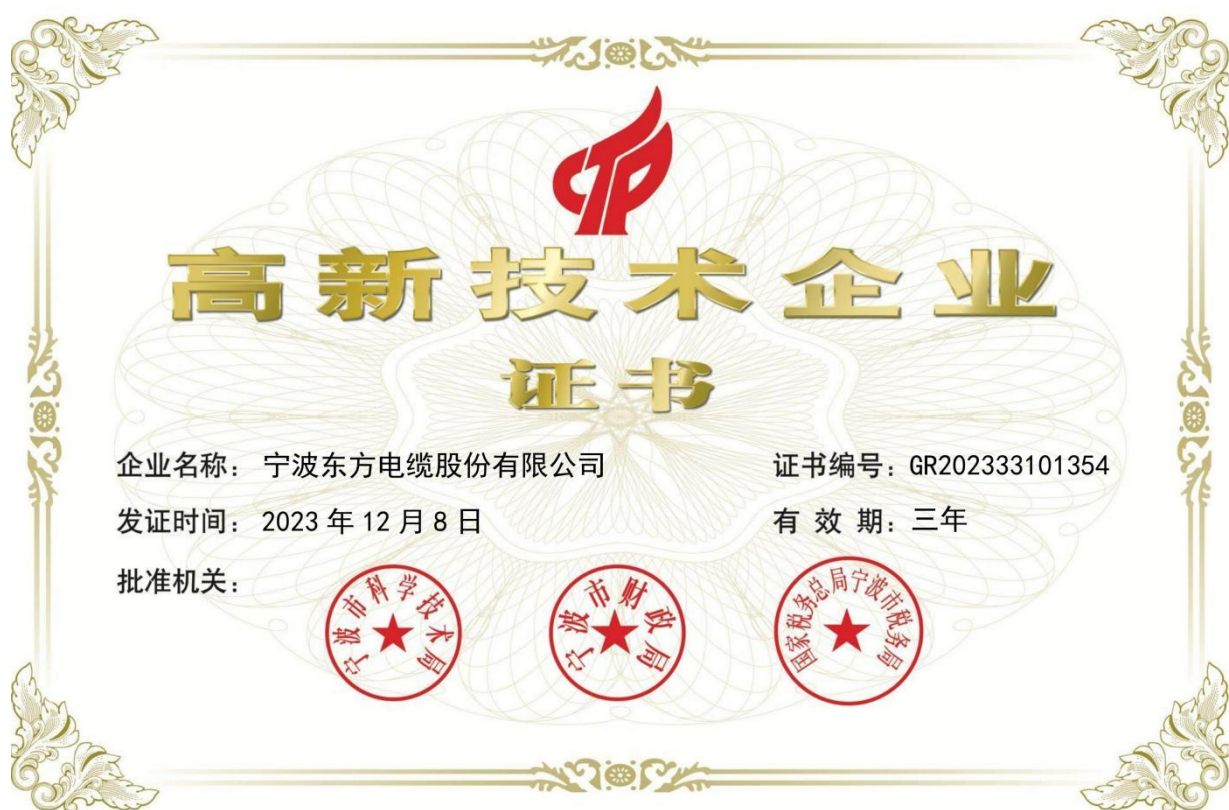 高新技术企业
证书
企业名称：宁波东方电缆股份有限公司 证书编号：GR202333101354
发证时间：2023年12月8日 有效期：三年
批准机关：
宁波市科学技术局 宁波市财政局 国家税务总局宁波市税务局